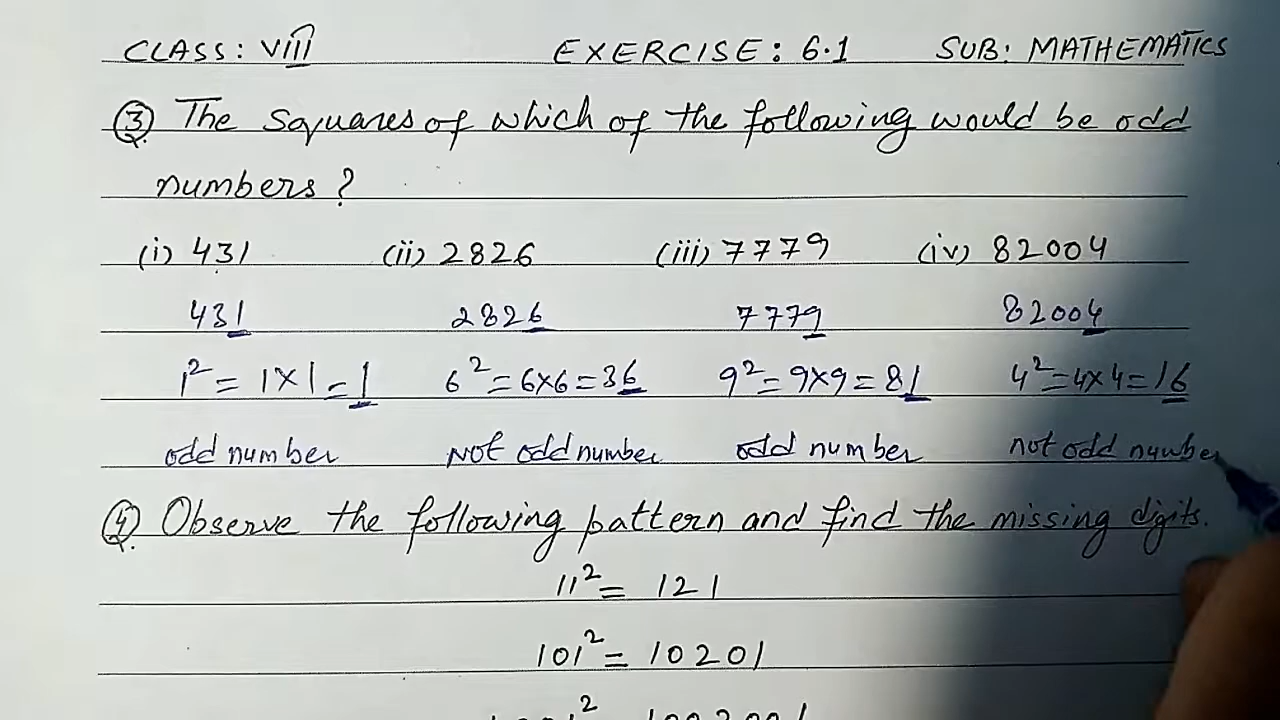 CLASS: VIII EXERCISE: 6.1 SUB: MATHEMATICS
Q3 The squares of which of the following would be odd
numbers?
(i) 431 (ii) 2826 (iii) 7779 (iv) 82004
431 2826 7779 82004
1² = 1×1 = 1 6² = 6×6 = 36 9² = 9×9 = 81 4² = 4×4 = 16
odd number Not odd number odd number not odd number
Q4 Observe the following pattern and find the missing digits.
11² = 121
101² = 10201